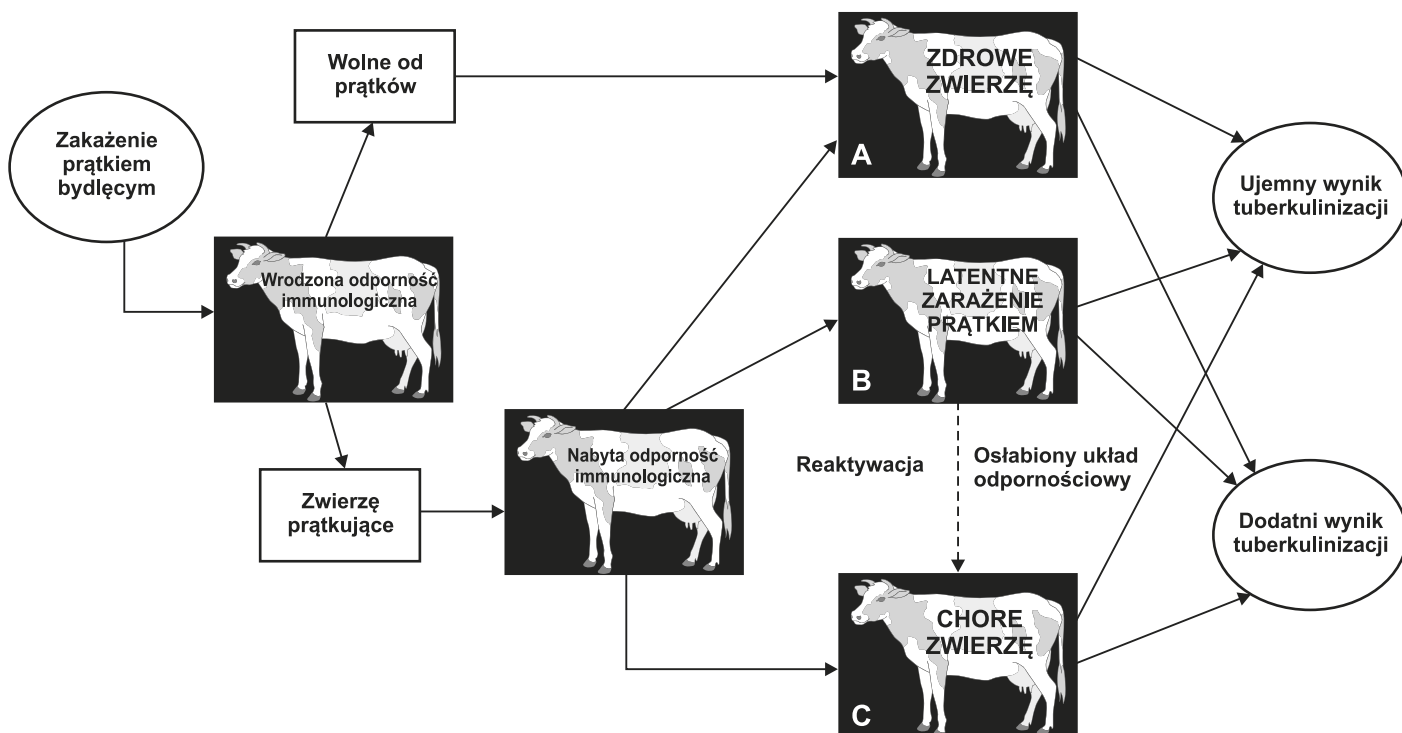 Zakażenie
prątkiem
bydlęcym
Wolne od
prątków
Wrodzona odporność
immunologiczna
Zwierzę
prątkujące
Nabyta odporność
immunologiczna
ZDROWE
ZWIERZĘ
A
LATENTNE
ZARAŻENIE
PRĄTKIEM
B
Reaktywacja
Osłabiony układ
odpornościowy
CHORE
ZWIERZĘ
C
Ujemny wynik
tuberkulinizacji
Dodatni wynik
tuberkulinizacji